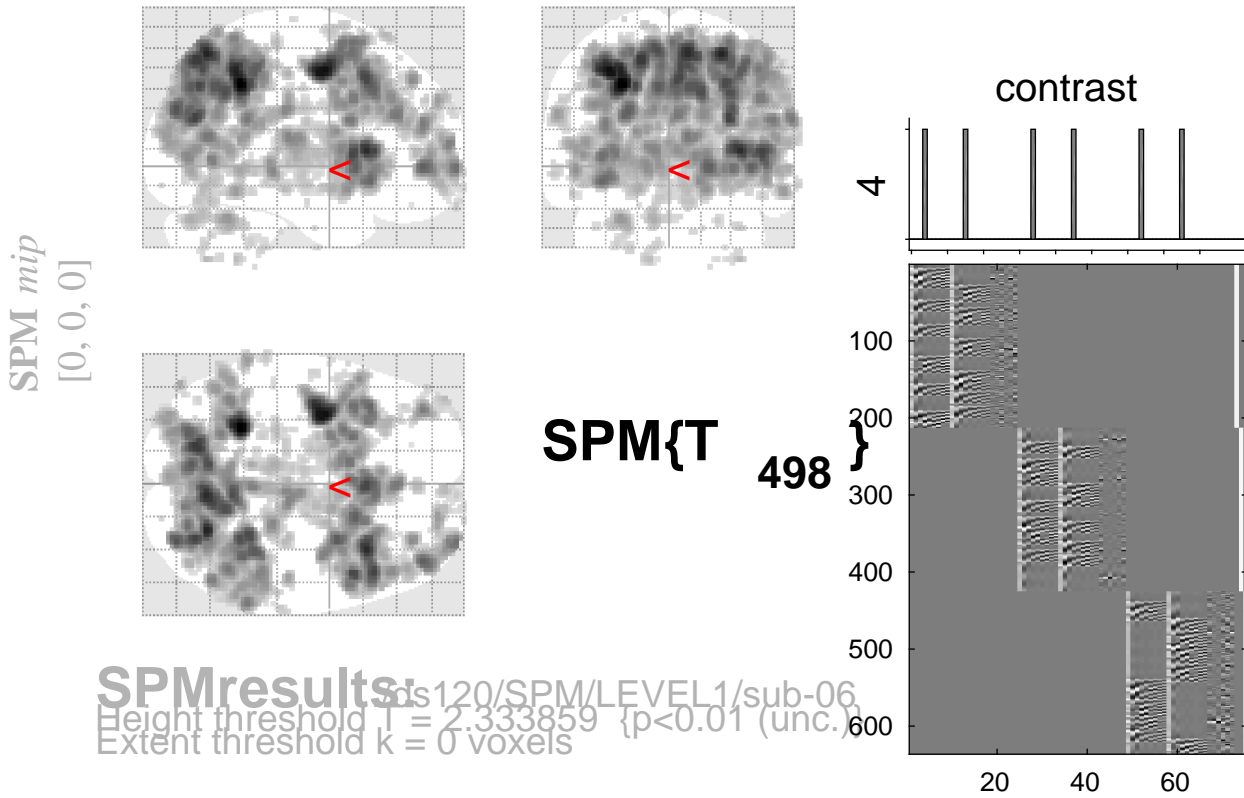 SPM mip
[0, 0, 0]
<
<
<
SPM{T 498 }
SPMresults: /ds120/SPM/LEVEL1/sub-06
Height threshold T = 2.333859 {p<0.01 (unc.)}
Extent threshold k = 0 voxels
contrast
4
100
200
300
400
500
600
20 40 60